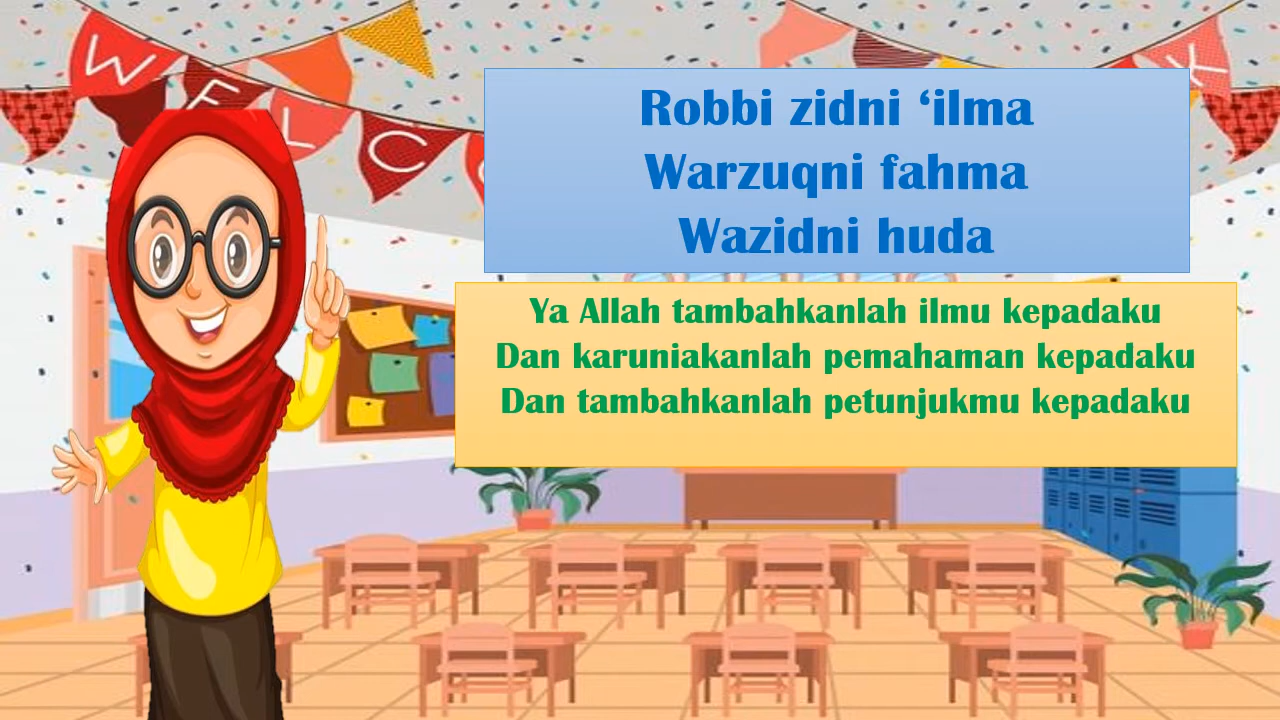 WELC
K
Robbi zidni ‘ilma
Warzuqni fahma
Wazidni huda
Ya Allah tambahkanlah ilmu kepadaku
Dan karuniakanlah pemahaman kepadaku
Dan tambahkanlah petunjukmu kepadaku